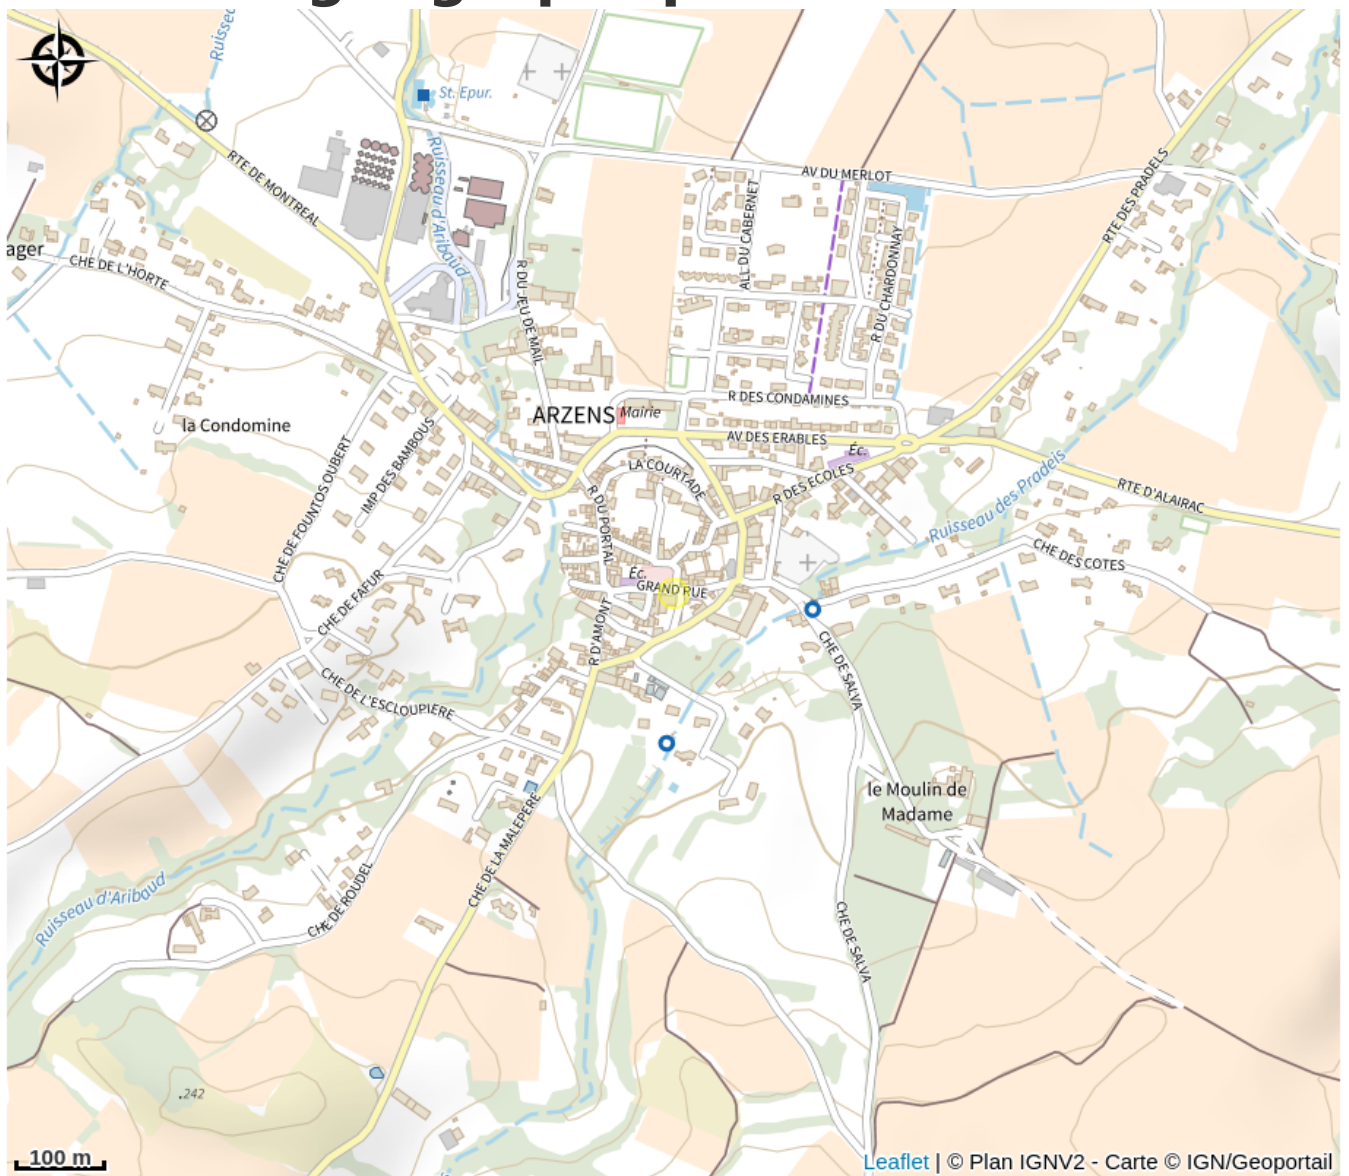 Ruissea
St. Epur.
RTE DE MONTREAL
Ruisseau d'Aribaud
AV DU MERLOT
RTE DES PRADELS
ager
CHE DE L'HORTE
R DU JEU DE MAIL
ALL DU CABERNET
R DU CHARDONNAY
la Condomine
ARZENS
Mairie
R DES CONDAMINES
AV DES ERABLES
Éc.
IMP DES BAMBOUS
CHE DE FOUNTOS OUBERT
LA COURTADE
R DES ECOLES
R DU PORTAL
Ruisseau des Pradels
RTE D'ALAIRAC
CHE DES COTES
Éc.
GRAND RUE
CHE DE FAFUR
R D'AMONT
CHE DE SALVA
CHE DE L'ESCLOUPIERE
le Moulin de
Madame
CHE DE LA MALEPERE
CHE DE ROUDEL
Ruisseau d'Aribaud
CHE DE SALVA
242
100 m
Leaflet | © Plan IGNV2 - Carte © IGN/Geoportail